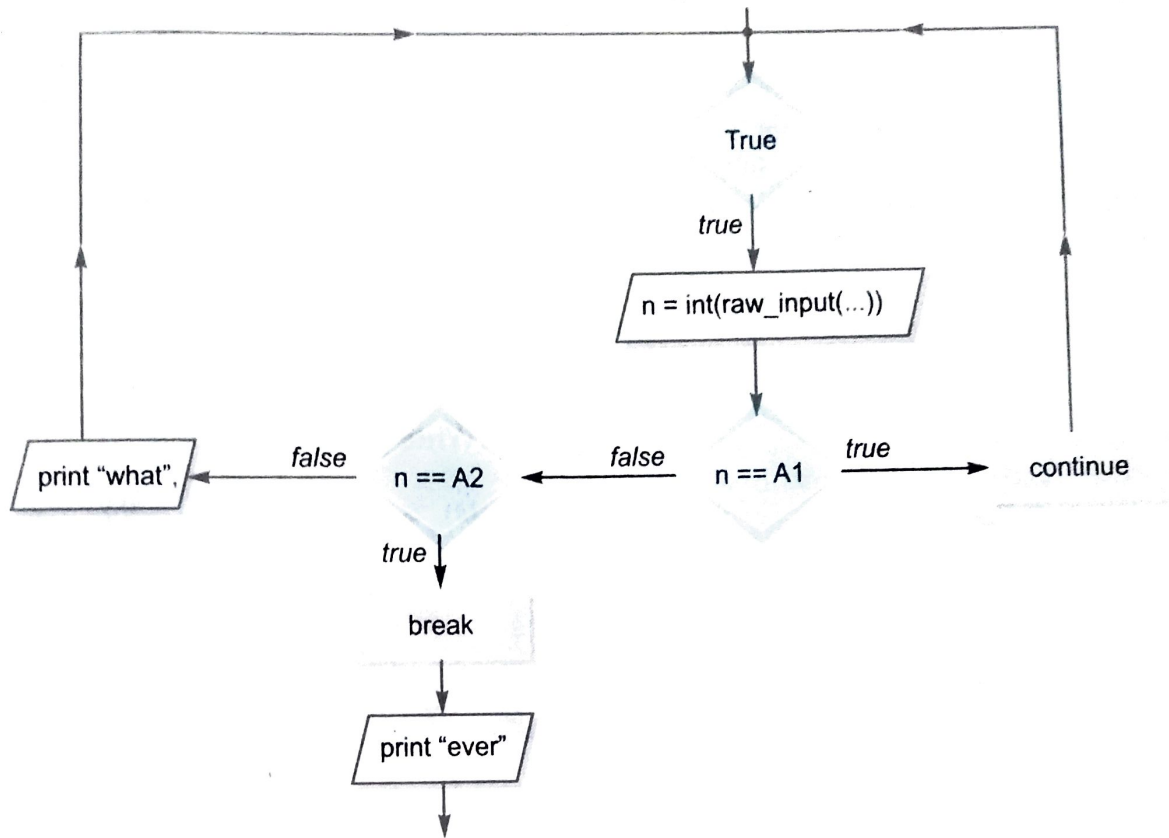 True
true
n = int(raw_input(...))
n == A1
true
continue
false
n == A2
false
print “what”,
true
break
print “ever”